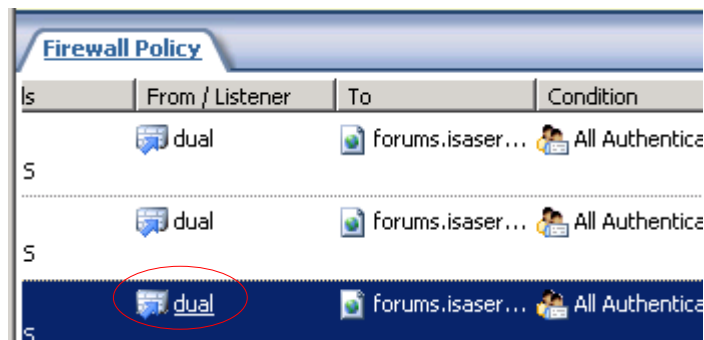 Firewall Policy
ls From / Listener To Condition
dual forums.isaser... All Authentica
S
dual forums.isaser... All Authentica
S
dual forums.isaser... All Authentica
S